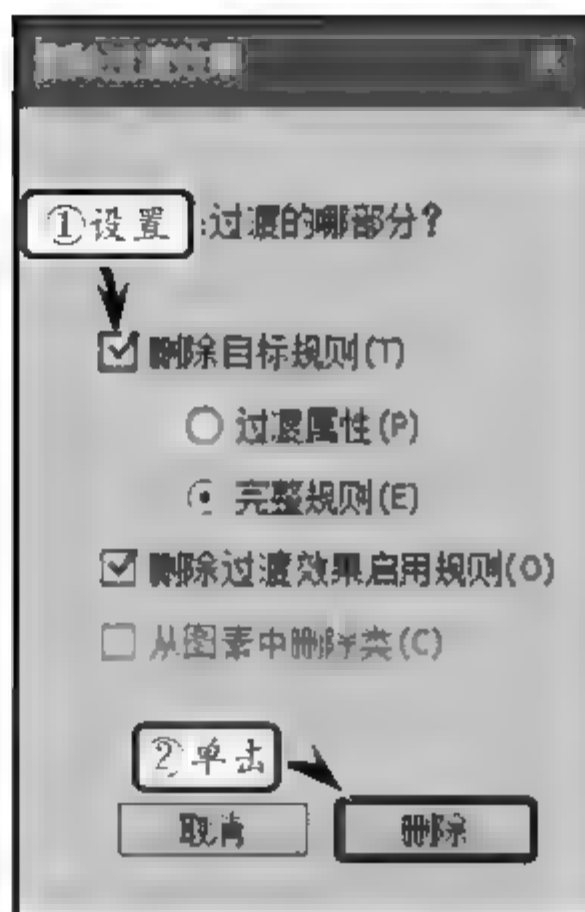 ①设置 :过渡的哪部分?
删除目标规则(T)
过渡属性(P)
完整规则(E)
删除过渡效果启用规则(O)
从图素中删除类(C)
②单击
取消 删除